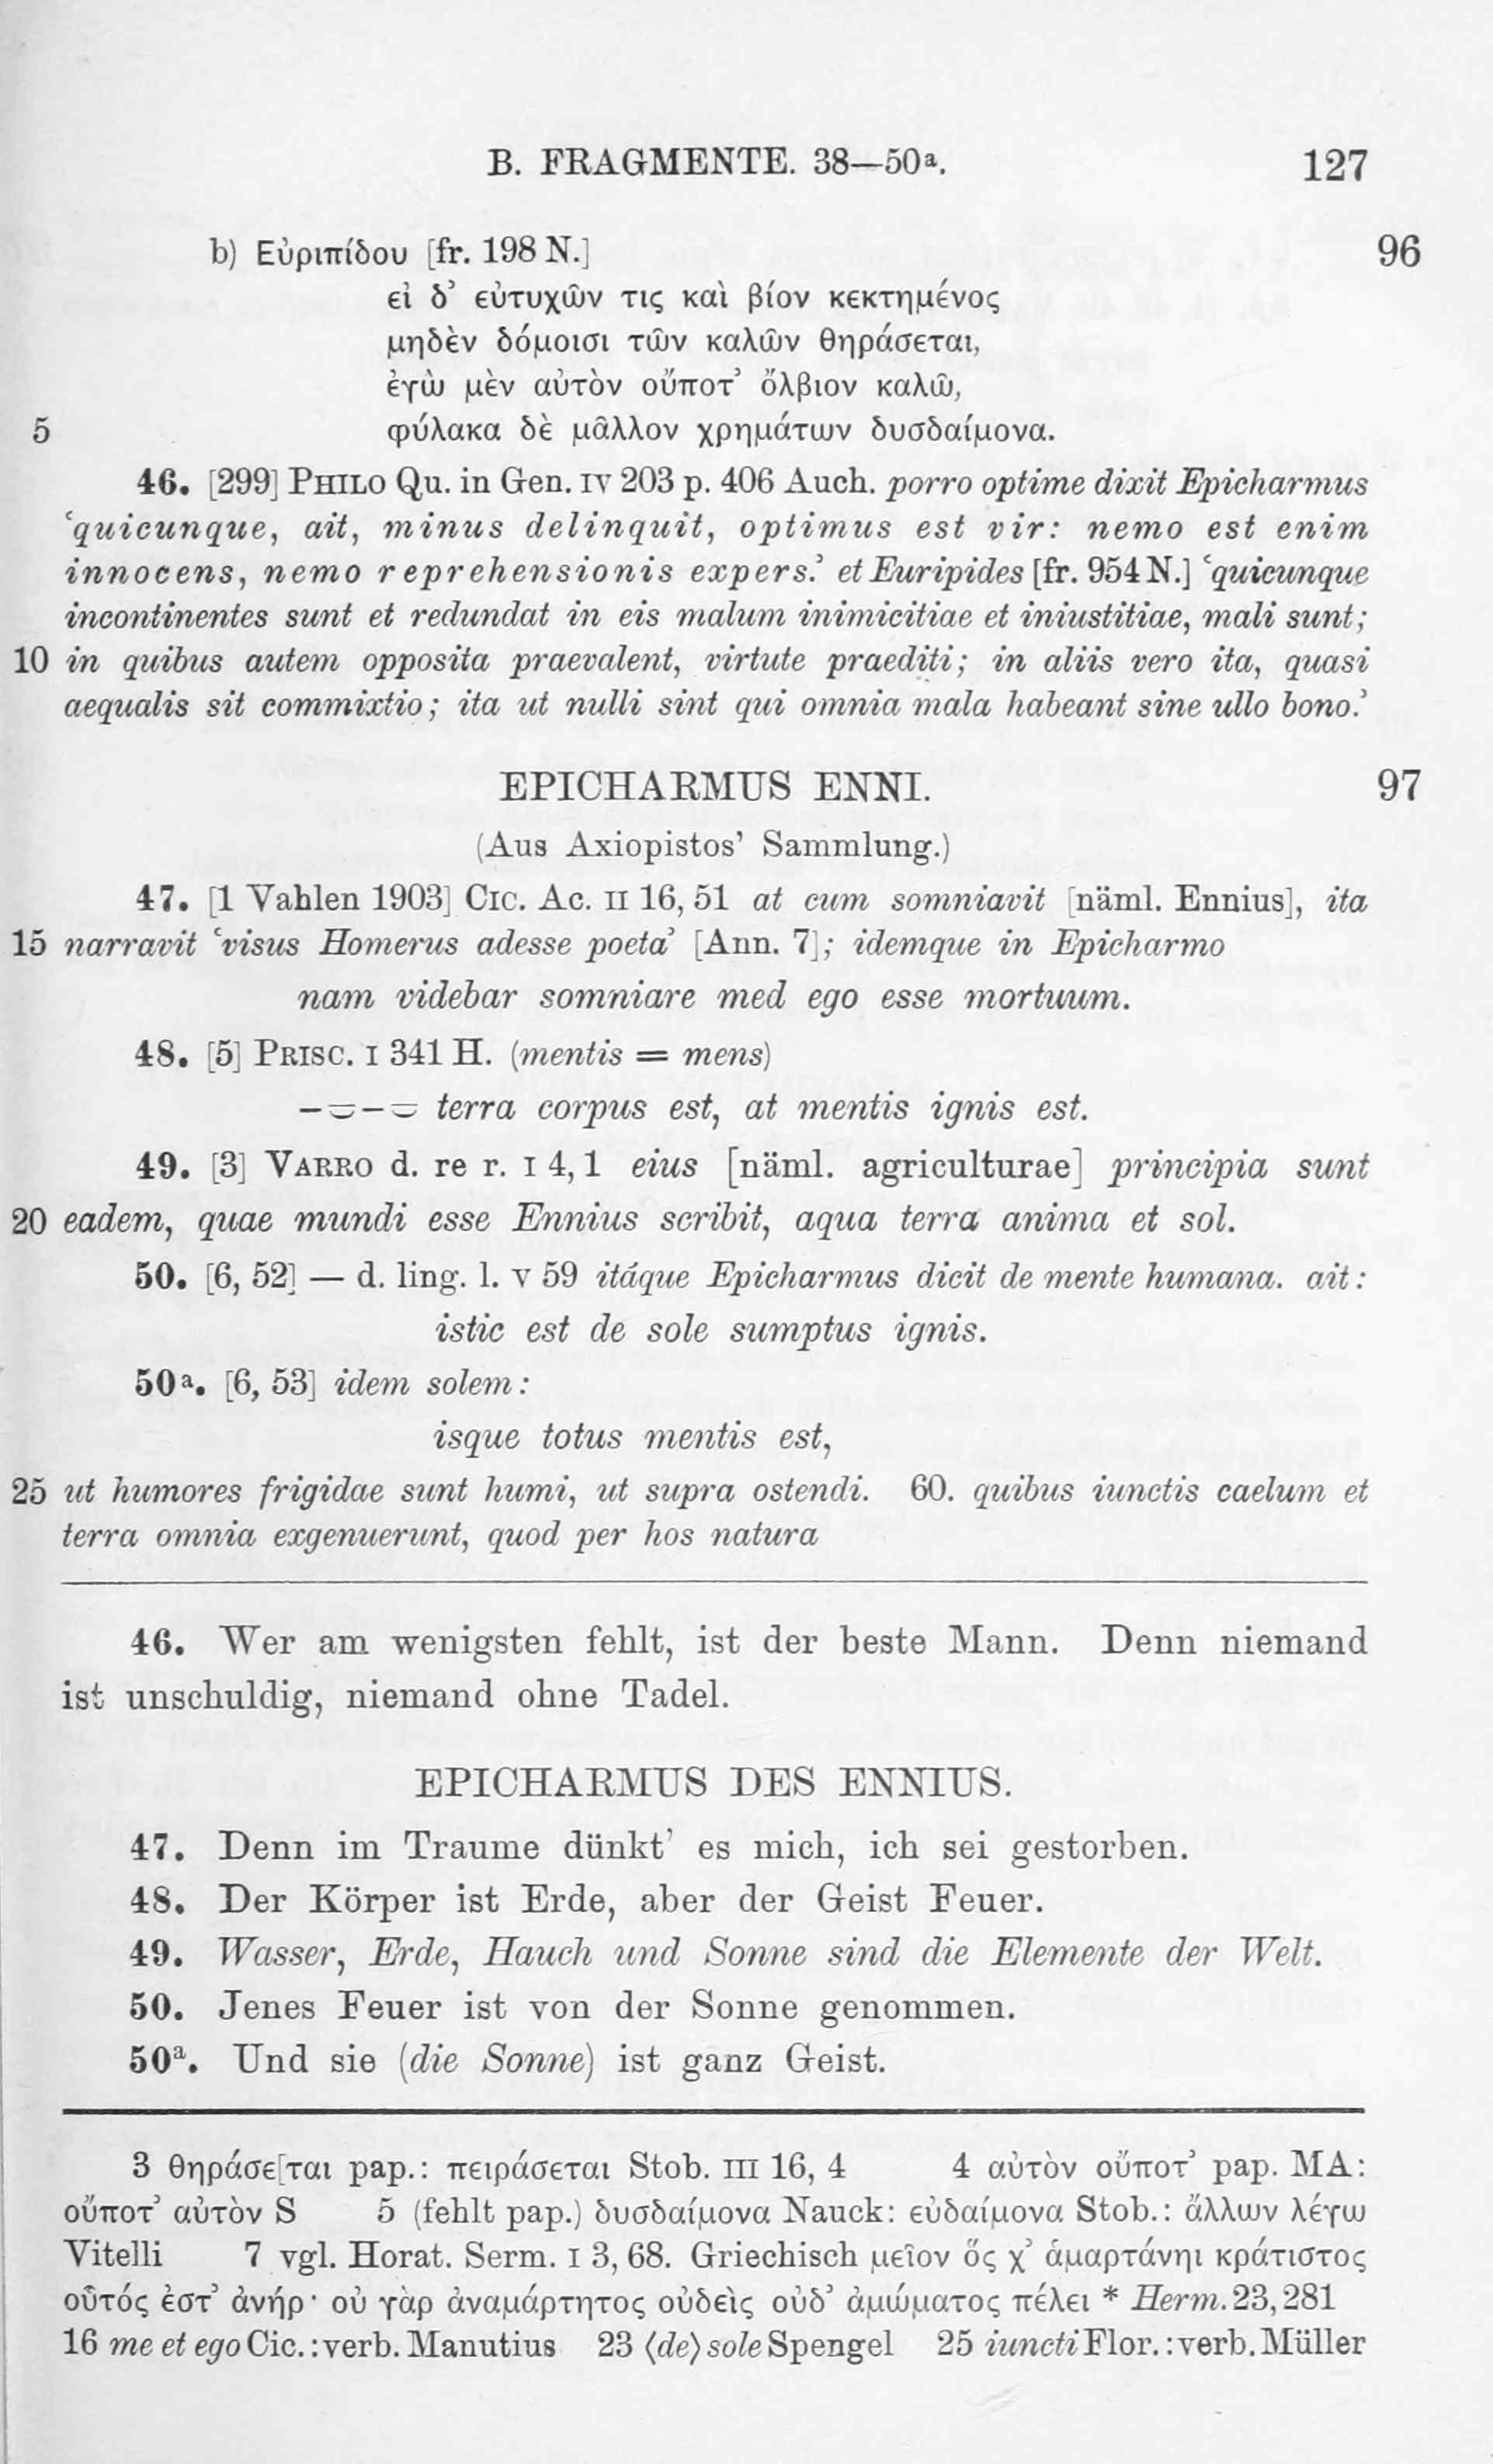 B. FRAGMENTE. 38—50ª. 127
b) Εὐριπίδου [fr. 198 N.] 96
εἰ δ᾽ εὐτυχῶν τις καὶ βίον κεκτημένος
μηδὲν δόμοισι τῶν καλῶν θηράσεται,
ἐγὼ μὲν αὐτὸν οὔποτ᾽ ὄλβιον καλῶ,
5 φύλακα δὲ μᾶλλον χρημάτων δυσδαίμονα.
46. [299] PHILO Qu. in Gen. IV 203 p. 406 Auch. porro optime dixit Epicharmus
‘quicunque, ait, minus delinquit, optimus est vir: nemo est enim
innocens, nemo reprehensionis expers.’ et Euripides [fr. 954 N.] ‘quicunque
incontinentes sunt et redundat in eis malum inimicitiae et iniustitiae, mali sunt;
10 in quibus autem opposita praevalent, virtute praediti; in aliis vero ita, quasi
aequalis sit commixtio; ita ut nulli sint qui omnia mala habeant sine ullo bono.’
EPICHARMUS ENNI. 97
(Aus Axiopistos’ Sammlung.)
47. [1 Vahlen 1903] CIC. Ac. II 16, 51 at cum somniavit [näml. Ennius], ita
15 narravit ‘visus Homerus adesse poeta’ [Ann. 7]; idemque in Epicharmo
nam videbar somniare med ego esse mortuum.
48. [5] PRISC. I 341 H. (mentis = mens)
–⏓–⏓ terra corpus est, at mentis ignis est.
49. [3] VARRO d. re r. I 4, 1 eius [näml. agriculturae] principia sunt
20 eadem, quae mundi esse Ennius scribit, aqua terra anima et sol.
50. [6, 52] — d. ling. l. V 59 itáque Epicharmus dicit de mente humana. ait:
istic est de sole sumptus ignis.
50ª. [6, 53] idem solem:
isque totus mentis est,
25 ut humores frigidae sunt humi, ut supra ostendi. 60. quibus iunctis caelum et
terra omnia exgenuerunt, quod per hos natura
46. Wer am wenigsten fehlt, ist der beste Mann. Denn niemand
ist unschuldig, niemand ohne Tadel.
EPICHARMUS DES ENNIUS.
47. Denn im Traume dünkt’ es mich, ich sei gestorben.
48. Der Körper ist Erde, aber der Geist Feuer.
49. Wasser, Erde, Hauch und Sonne sind die Elemente der Welt.
50. Jenes Feuer ist von der Sonne genommen.
50ª. Und sie (die Sonne) ist ganz Geist.
3 θηράσε[ται pap.: πειράσεται Stob. III 16, 4 4 αὐτὸν οὔποτ᾽ pap. MA:
οὔποτ᾽ αὐτὸν S 5 (fehlt pap.) δυσδαίμονα Nauck: εὐδαίμονα Stob.: ἄλλων λέγω
Vitelli 7 vgl. Horat. Serm. I 3, 68. Griechisch μεῖον ὅς χ᾽ ἁμαρτάνηι κράτιστος
οὗτός ἐστ᾽ ἀνήρ· οὐ γὰρ ἀναμάρτητος οὐδεὶς οὐδ᾽ ἀμώματος πέλει * Herm. 23, 281
16 me et ego Cic.: verb. Manutius 23 ⟨de⟩ sole Spengel 25 iuncti Flor.: verb. Müller